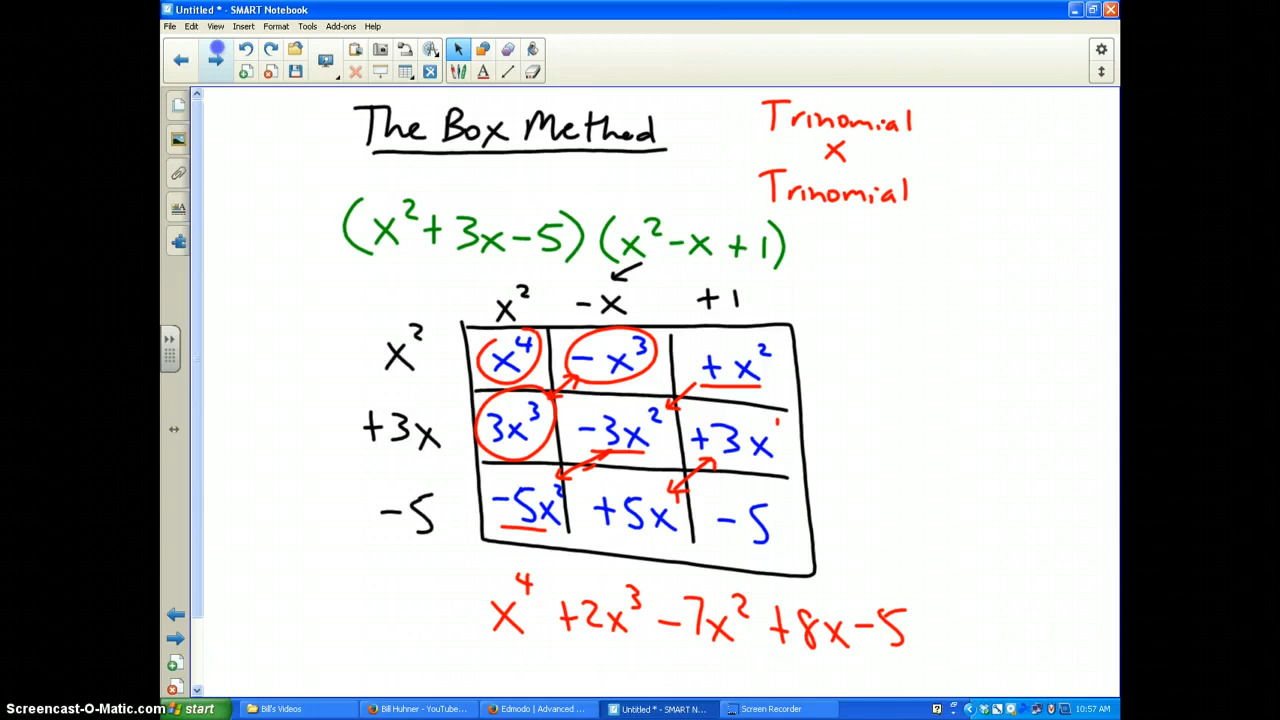 Untitled * - SMART Notebook
File Edit View Insert Format Tools Add-ons Help
The Box Method
Trinomial
x
Trinomial
(x²+3x-5)(x²-x+1)
x² -x +1
x² x⁴ -x³ +x²
+3x 3x³ -3x² +3x
-5 -5x² +5x -5
x⁴ +2x³ -7x² +8x-5
Screencast-O-Matic.com
start Bill's Videos Bill Huhner - YouTube... Edmodo | Advanced ... Untitled * - SMART N... Screen Recorder 10:57 AM